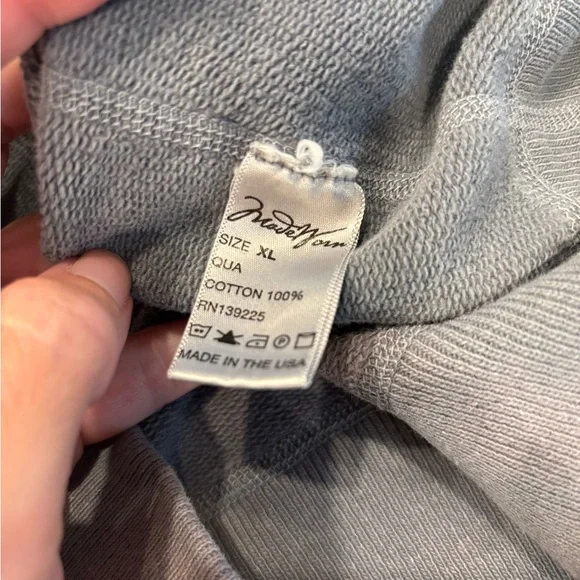 MadeWorn
SIZE XL
QUA
COTTON 100%
RN139225
MADE IN THE USA